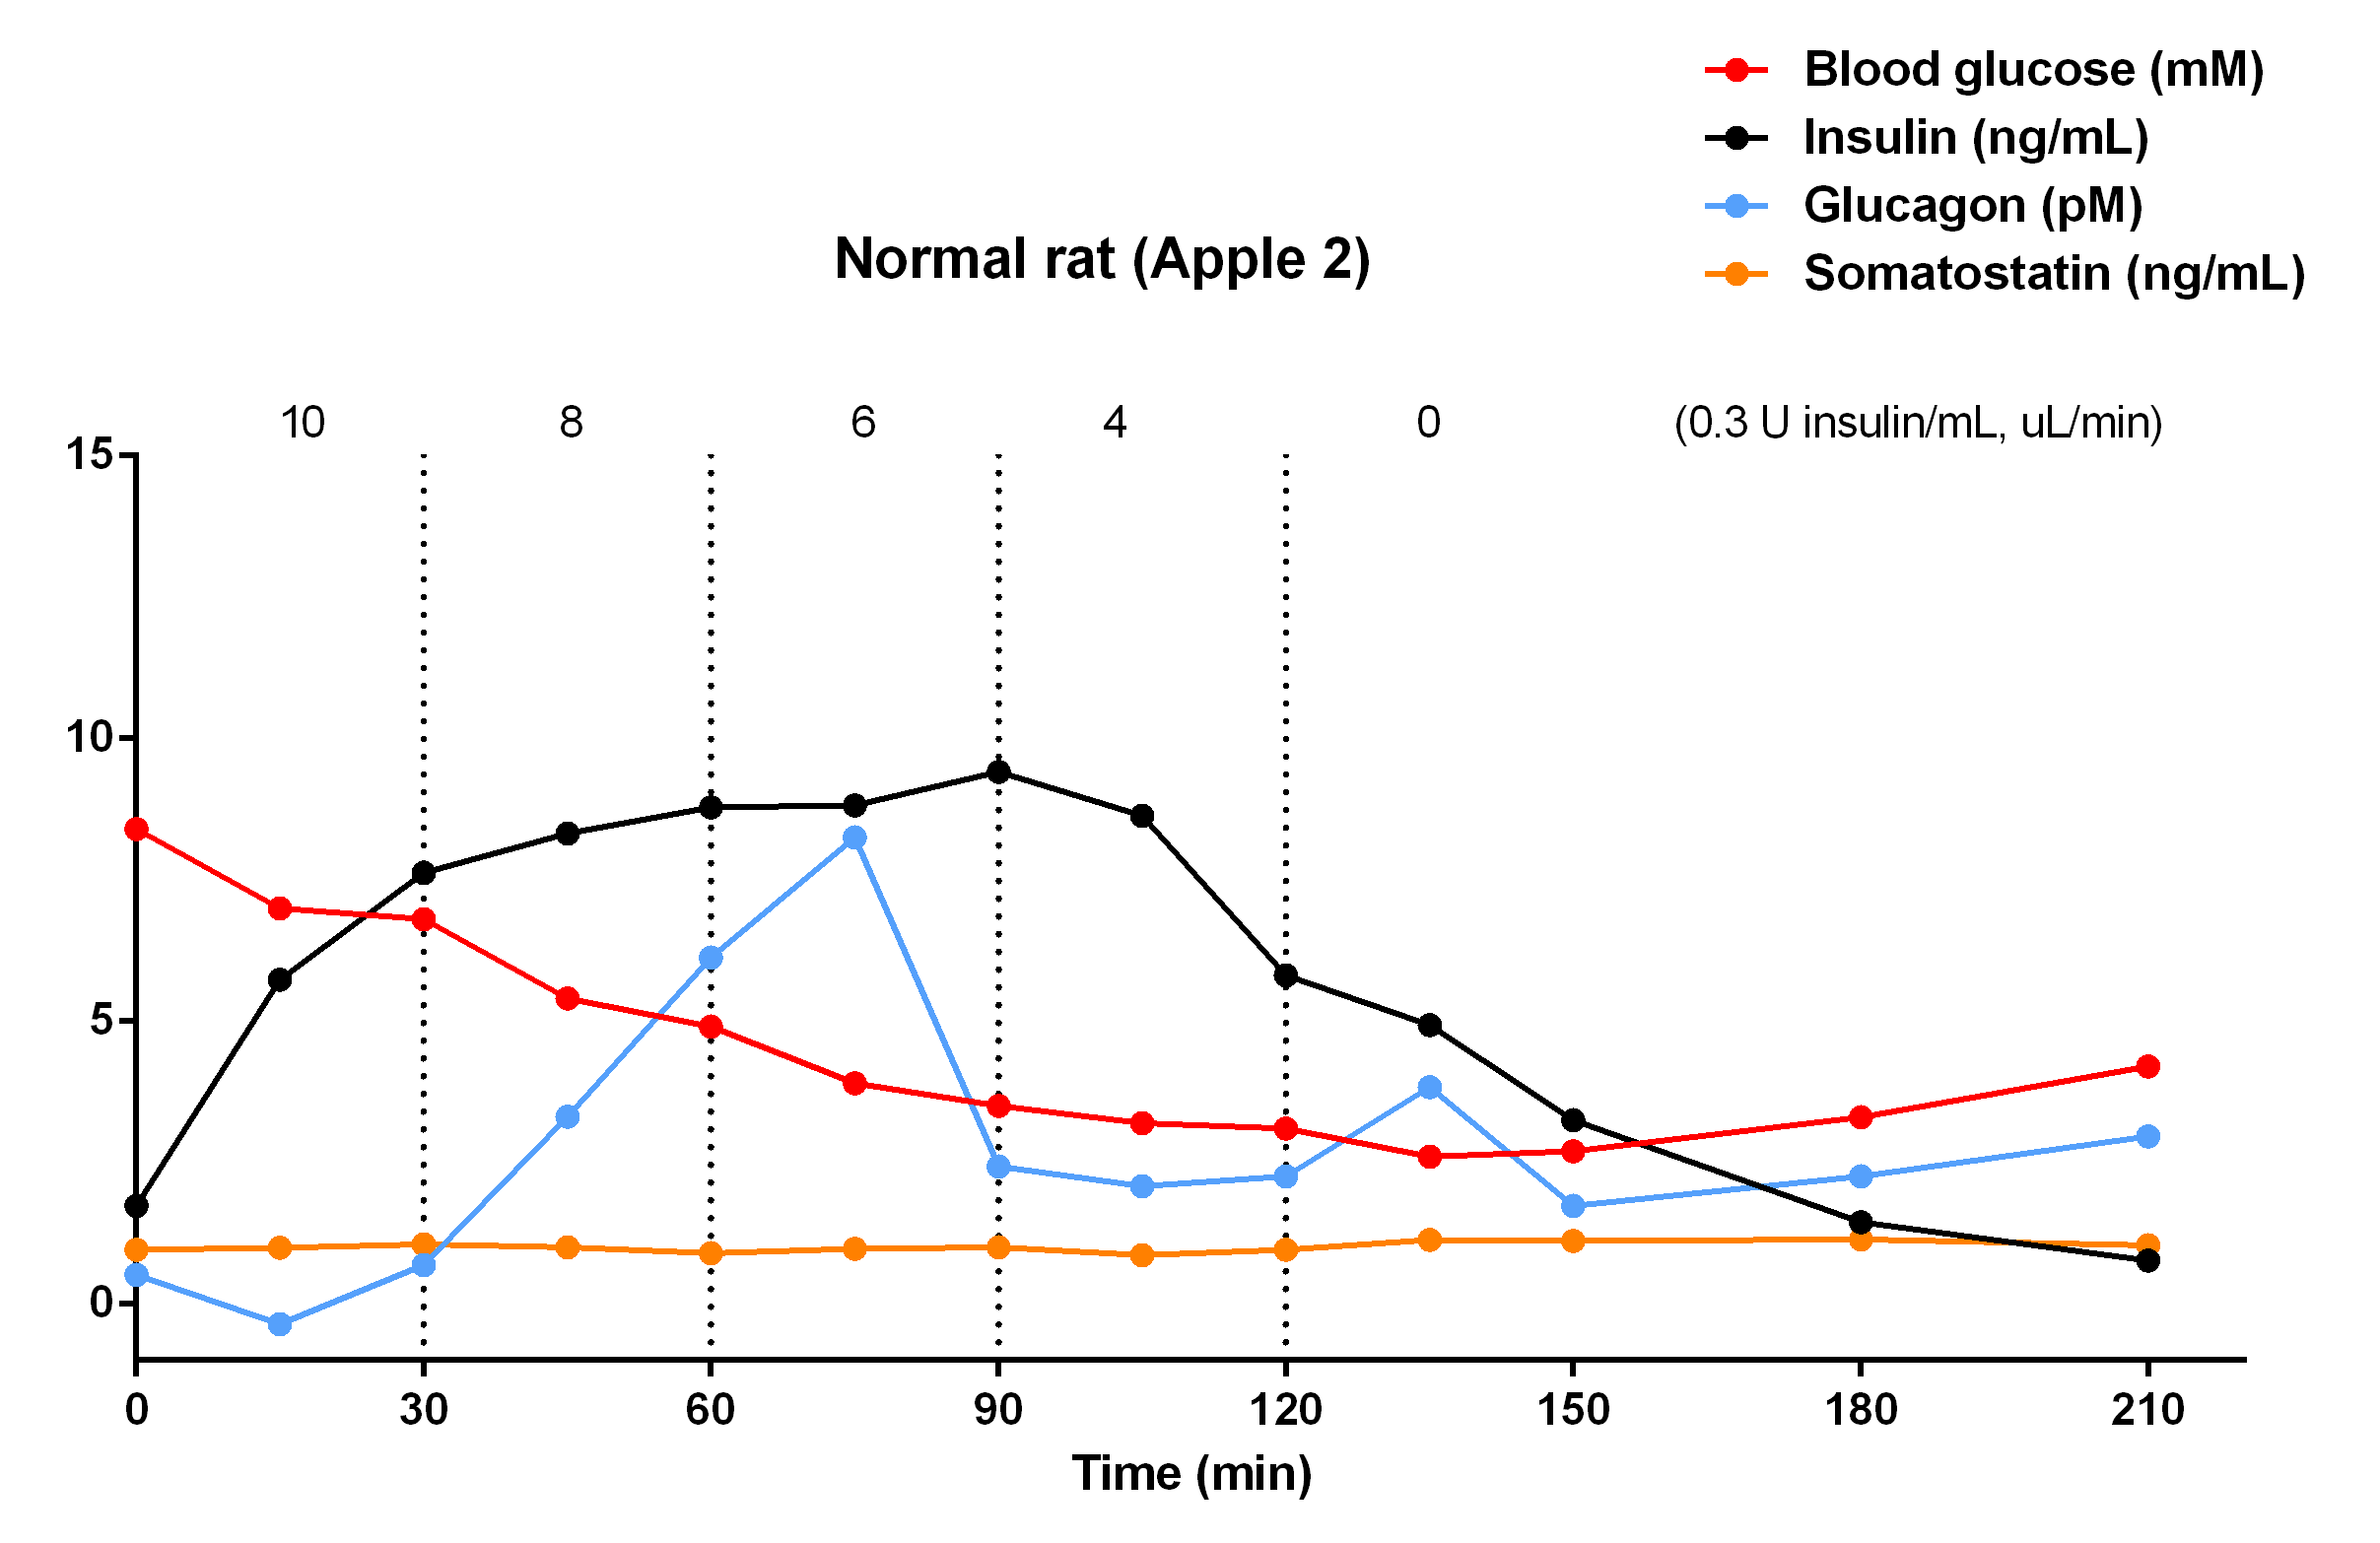 Blood glucose (mM)
Insulin (ng/mL)
Glucagon (pM)
Somatostatin (ng/mL)
Normal rat (Apple 2)
10 8 6 4 0 (0.3 U insulin/mL, uL/min)
15
10
5
0
0 30 60 90 120 150 180 210
Time (min)